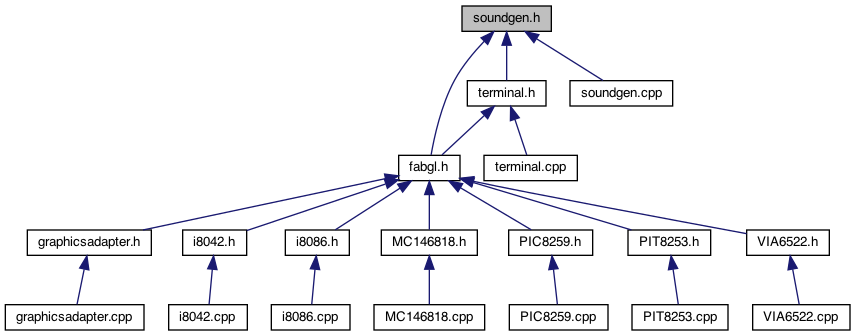 soundgen.h
terminal.h
soundgen.cpp
fabgl.h
terminal.cpp
graphicsadapter.h
i8042.h
i8086.h
MC146818.h
PIC8259.h
PIT8253.h
VIA6522.h
graphicsadapter.cpp
i8042.cpp
i8086.cpp
MC146818.cpp
PIC8259.cpp
PIT8253.cpp
VIA6522.cpp